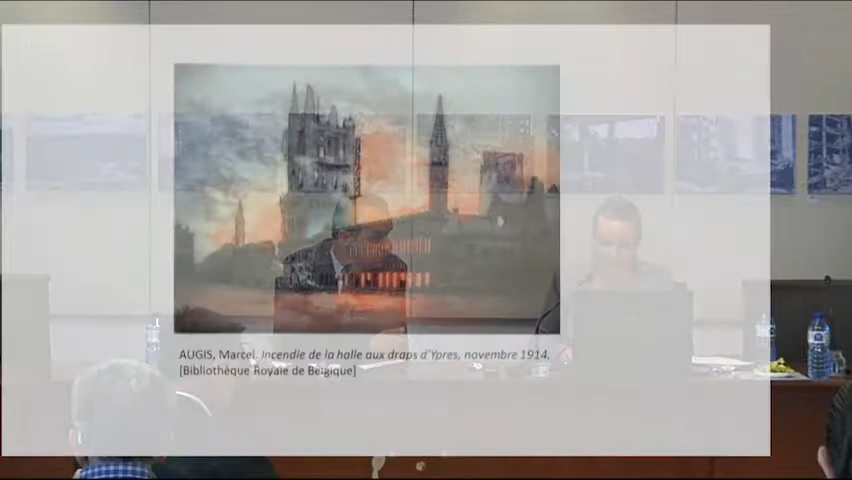 AUGIS, Marcel. Incendie de la halle aux draps d'Ypres, novembre 1914.
[Bibliothèque Royale de Belgique]